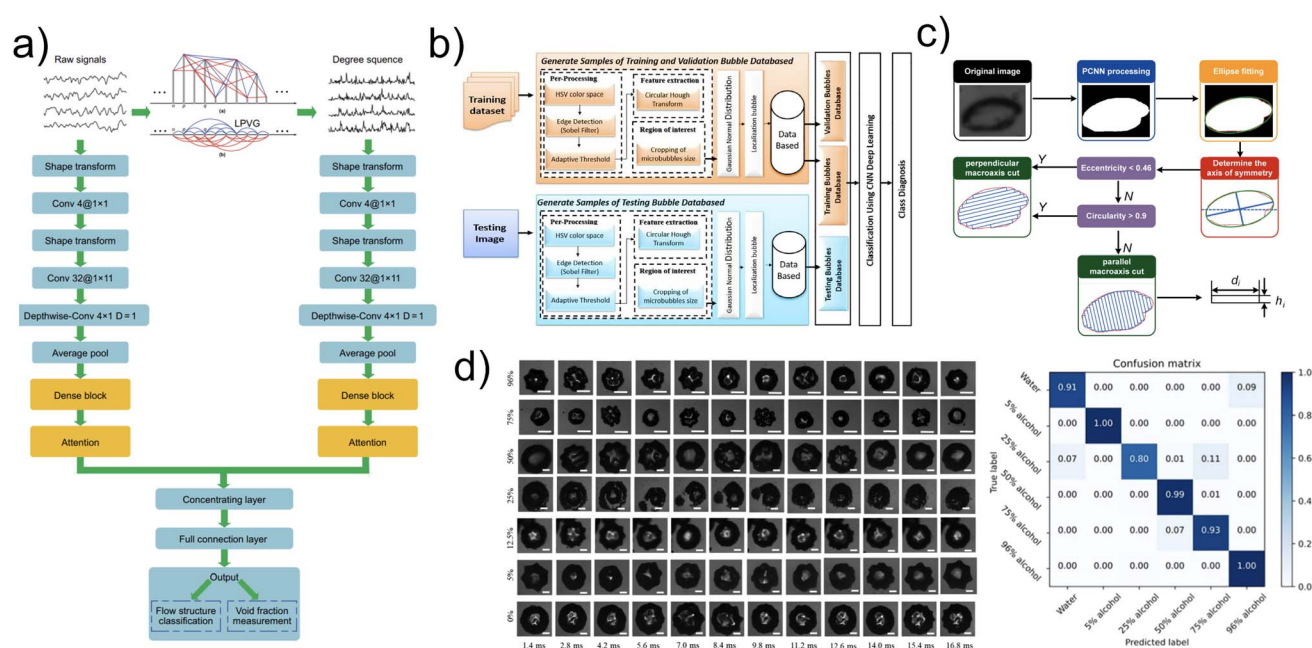 a)
Raw signals
Degree squence
LPVG
(a)
(b)
Shape transform
Shape transform
Conv 4@1×1
Conv 4@1×1
Shape transform
Shape transform
Conv 32@1×11
Conv 32@1×11
Depthwise-Conv 4×1 D = 1
Depthwise-Conv 4×1 D = 1
Average pool
Average pool
Dense block
Dense block
Attention
Attention
Concentrating layer
Full connection layer
Output
Flow structure
classification
Void fraction
measurement
b)
Training
dataset
Generate Samples of Training and Validation Bubble Databased
Per-Processing
HSV color space
Edge Detection
(Sobel Filter)
Adaptive Threshold
Feature extraction
Circular Hough
Transform
Region of interest
Cropping of
microbubbles size
Gaussian Normal Distribution
Localization bubble
Data
Based
Testing
Image
Generate Samples of Testing Bubble Databased
Per-Processing
HSV color space
Edge Detection
(Sobel Filter)
Adaptive Threshold
Feature extraction
Circular Hough
Transform
Region of interest
Cropping of
microbubbles size
Gaussian Normal Distribution
Localization bubble
Data
Based
Validation Bubbles
Database
Training Bubbles
Database
Testing Bubbles
Database
Classification Using CNN Deep Learning
Class Diagnosis
c)
Original image
PCNN processing
Ellipse fitting
perpendicular
macroaxis cut
Y
Eccentricity < 0.46
Determine the
axis of symmetry
N
Y
Circularity > 0.9
N
parallel
macroaxis cut
di
hi
d)
96%
75%
50%
25%
12.5%
5%
0%
1.4 ms 2.8 ms 4.2 ms 5.6 ms 7.0 ms 8.4 ms 9.8 ms 11.2 ms 12.6 ms 14.0 ms 15.4 ms 16.8 ms
Confusion matrix
True label
Water 0.91 0.00 0.00 0.00 0.00 0.09
5% alcohol 0.00 1.00 0.00 0.00 0.00 0.00
25% alcohol 0.07 0.00 0.80 0.01 0.11 0.00
50% alcohol 0.00 0.00 0.00 0.99 0.01 0.00
75% alcohol 0.00 0.00 0.00 0.07 0.93 0.00
96% alcohol 0.00 0.00 0.00 0.00 0.00 1.00
Water 5% alcohol 25% alcohol 50% alcohol 75% alcohol 96% alcohol
Predicted label
1.0
0.8
0.6
0.4
0.2
0.0